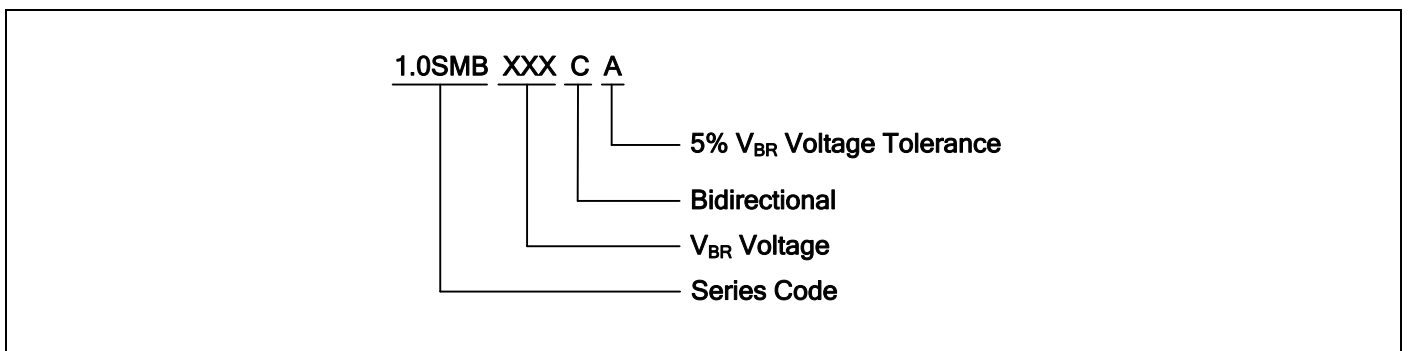 1.0SMB XXX C A
5% VBR Voltage Tolerance
Bidirectional
VBR Voltage
Series Code